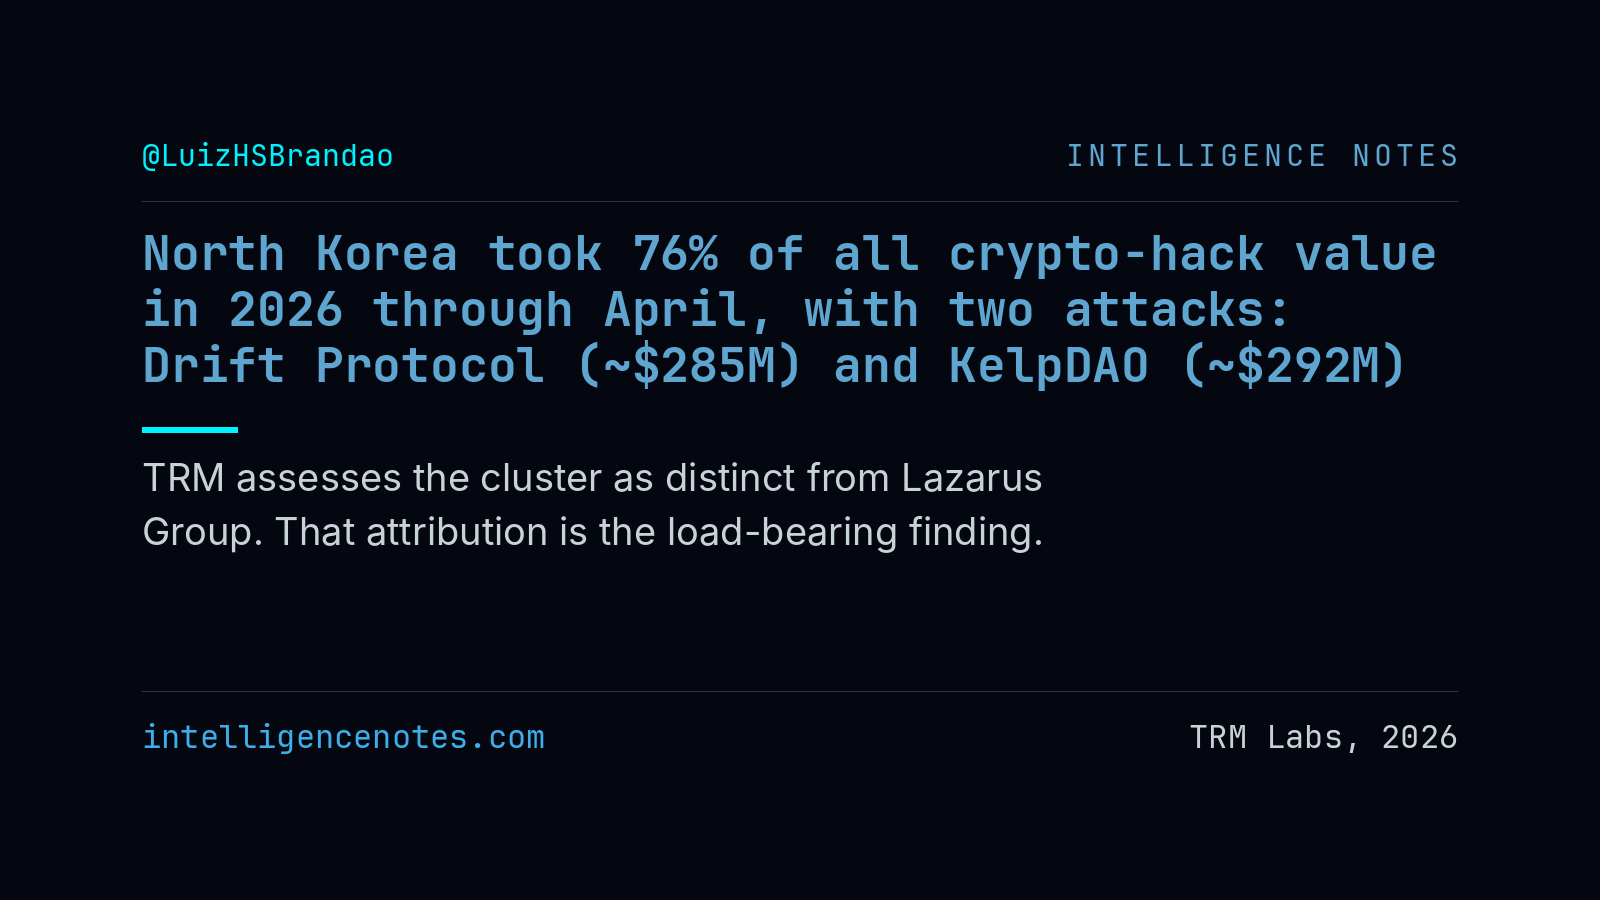 @LuizHSBrandao
INTELLIGENCE NOTES
North Korea took 76% of all crypto-hack value
in 2026 through April, with two attacks:
Drift Protocol (~$285M) and KelpDAO (~$292M)
TRM assesses the cluster as distinct from Lazarus
Group. That attribution is the load-bearing finding.
intelligencenotes.com
TRM Labs, 2026